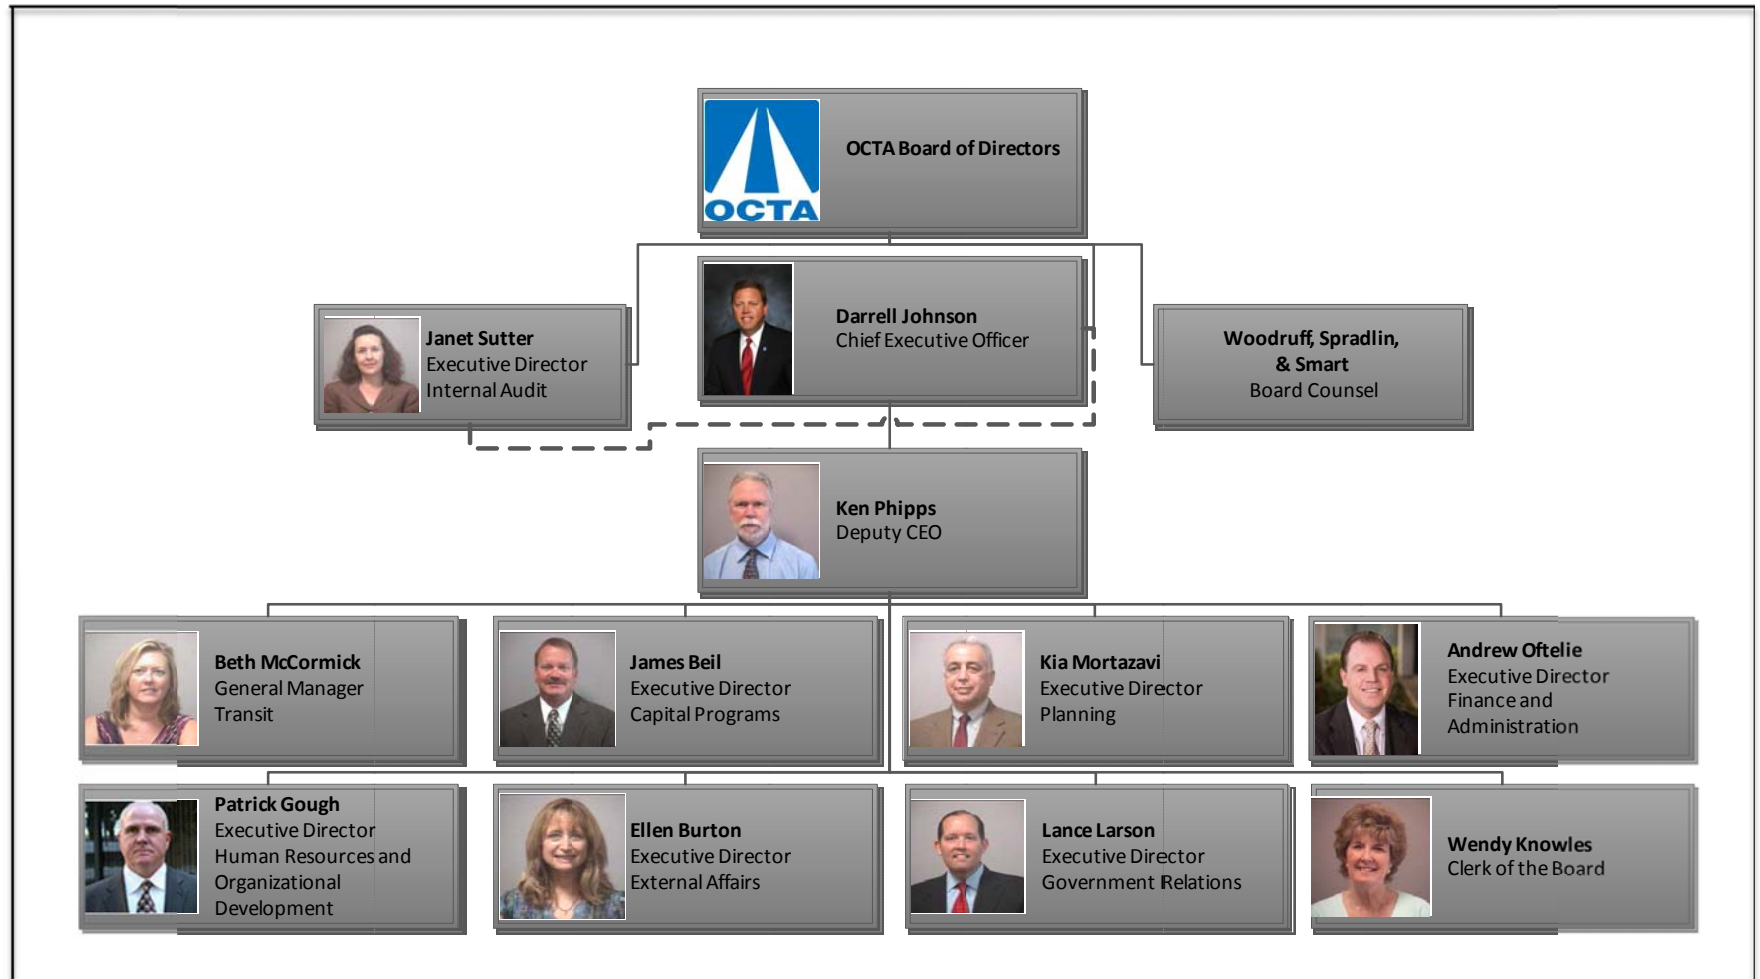 OCTA
OCTA Board of Directors
Darrell Johnson
Chief Executive Officer
Janet Sutter
Executive Director
Internal Audit
Woodruff, Spradlin,
& Smart
Board Counsel
Ken Phipps
Deputy CEO
Beth McCormick
General Manager
Transit
James Beil
Executive Director
Capital Programs
Kia Mortazavi
Executive Director
Planning
Andrew Oftelie
Executive Director
Finance and
Administration
Patrick Gough
Executive Director
Human Resources and
Organizational
Development
Ellen Burton
Executive Director
External Affairs
Lance Larson
Executive Director
Government Relations
Wendy Knowles
Clerk of the Board